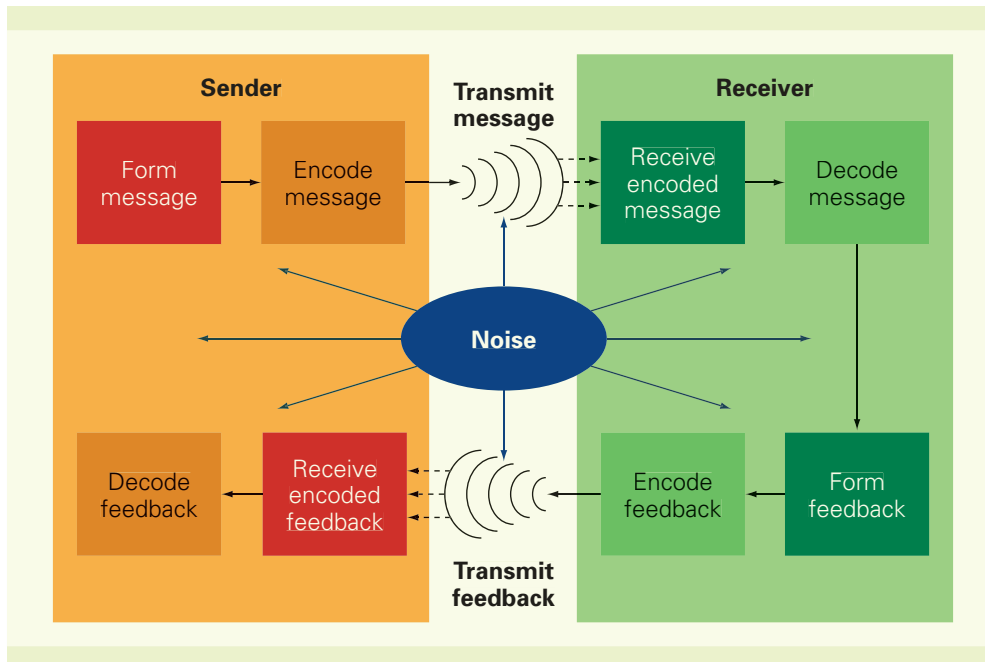 Sender
Transmit
message
Receiver
Form
message
Encode
message
Receive
encoded
message
Decode
message
Noise
Decode
feedback
Receive
encoded
feedback
Encode
feedback
Form
feedback
Transmit
feedback